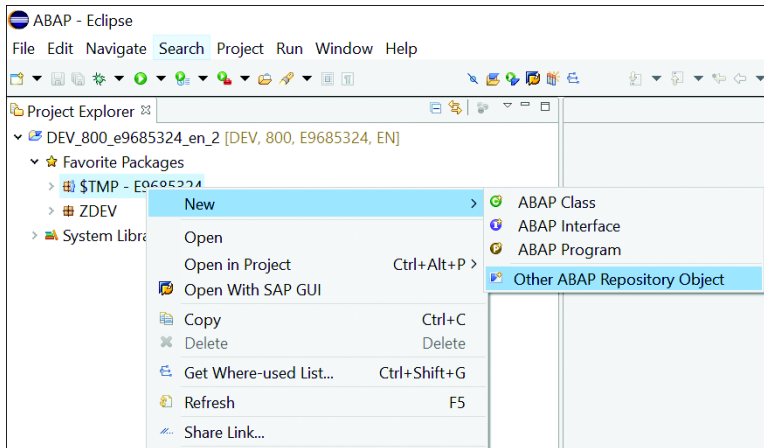 ABAP - Eclipse
File Edit Navigate Search Project Run Window Help
Project Explorer
DEV_800_e9685324_en_2 [DEV, 800, E9685324, EN]
Favorite Packages
$TMP - E9685324
ZDEV
System Libra
New
Open
Open in Project Ctrl+Alt+P
Open With SAP GUI
Copy Ctrl+C
Delete Delete
Get Where-used List... Ctrl+Shift+G
Refresh F5
Share Link...
ABAP Class
ABAP Interface
ABAP Program
Other ABAP Repository Object